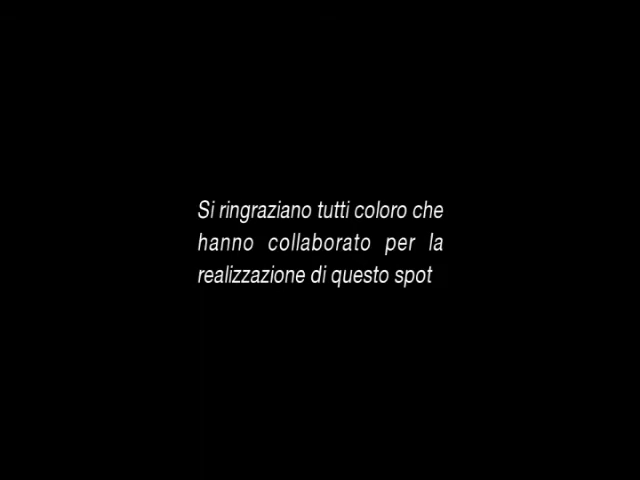 Si ringraziano tutti coloro che
hanno collaborato per la
realizzazione di questo spot